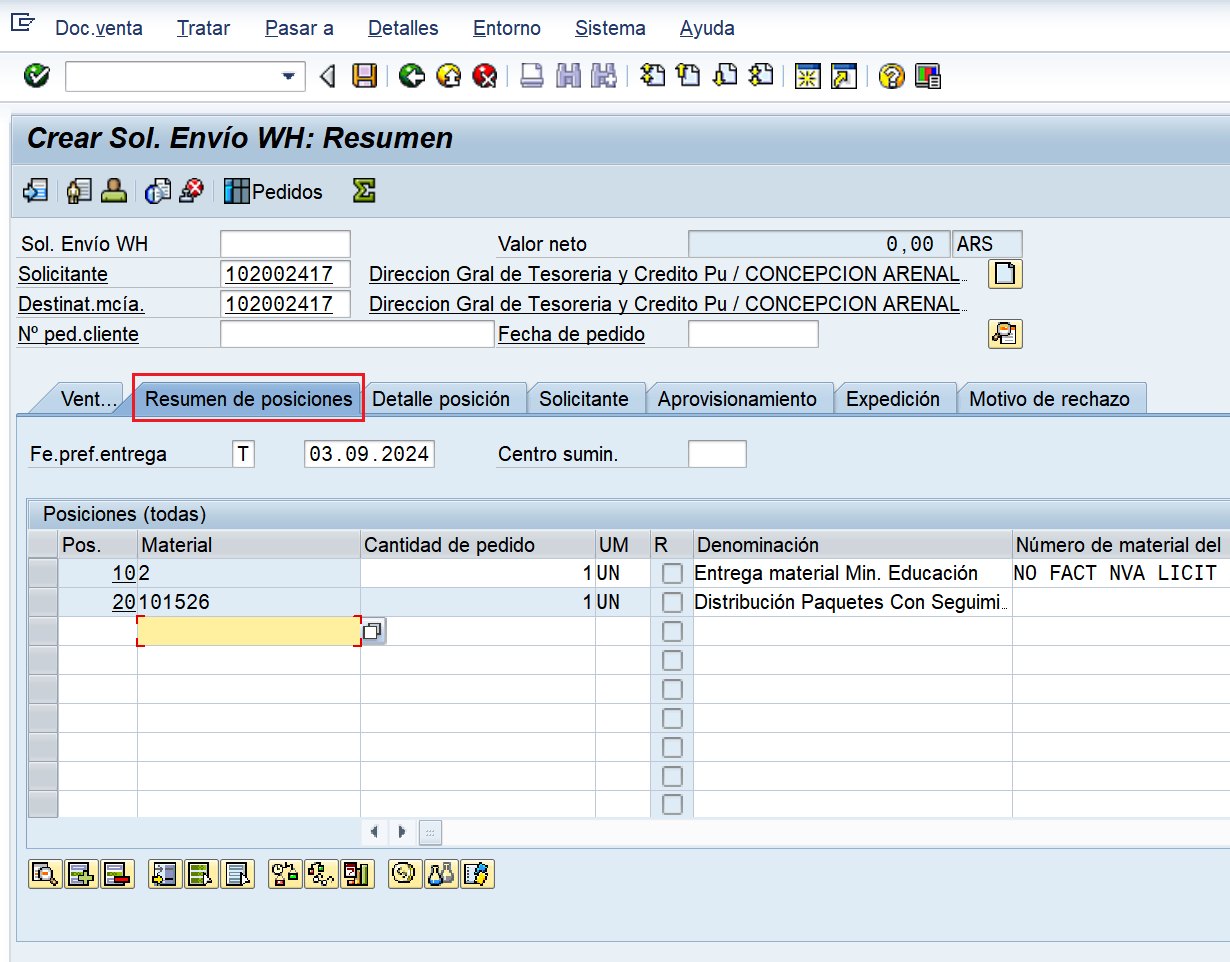 Doc.venta Tratar Pasar a Detalles Entorno Sistema Ayuda
Crear Sol. Envío WH: Resumen
Pedidos
Sol. Envío WH Valor neto 0,00 ARS
Solicitante 102002417 Direccion Gral de Tesoreria y Credito Pu / CONCEPCION ARENAL...
Destinat.mcía. 102002417 Direccion Gral de Tesoreria y Credito Pu / CONCEPCION ARENAL...
Nº ped.cliente Fecha de pedido
Vent... Resumen de posiciones Detalle posición Solicitante Aprovisionamiento Expedición Motivo de rechazo
Fe.pref.entrega T 03.09.2024 Centro sumin.
Posiciones (todas)
Pos. Material Cantidad de pedido UM R Denominación Número de material del
10 2 1 UN Entrega material Min. Educación NO FACT NVA LICIT
20 101526 1 UN Distribución Paquetes Con Seguimi...